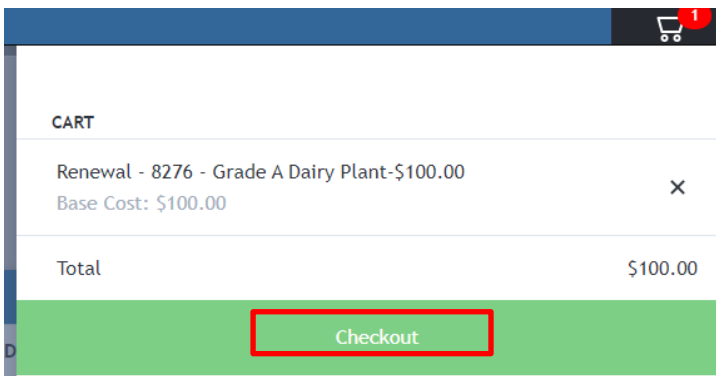 1
CART
Renewal - 8276 - Grade A Dairy Plant-$100.00
Base Cost: $100.00
Total $100.00
Checkout
D